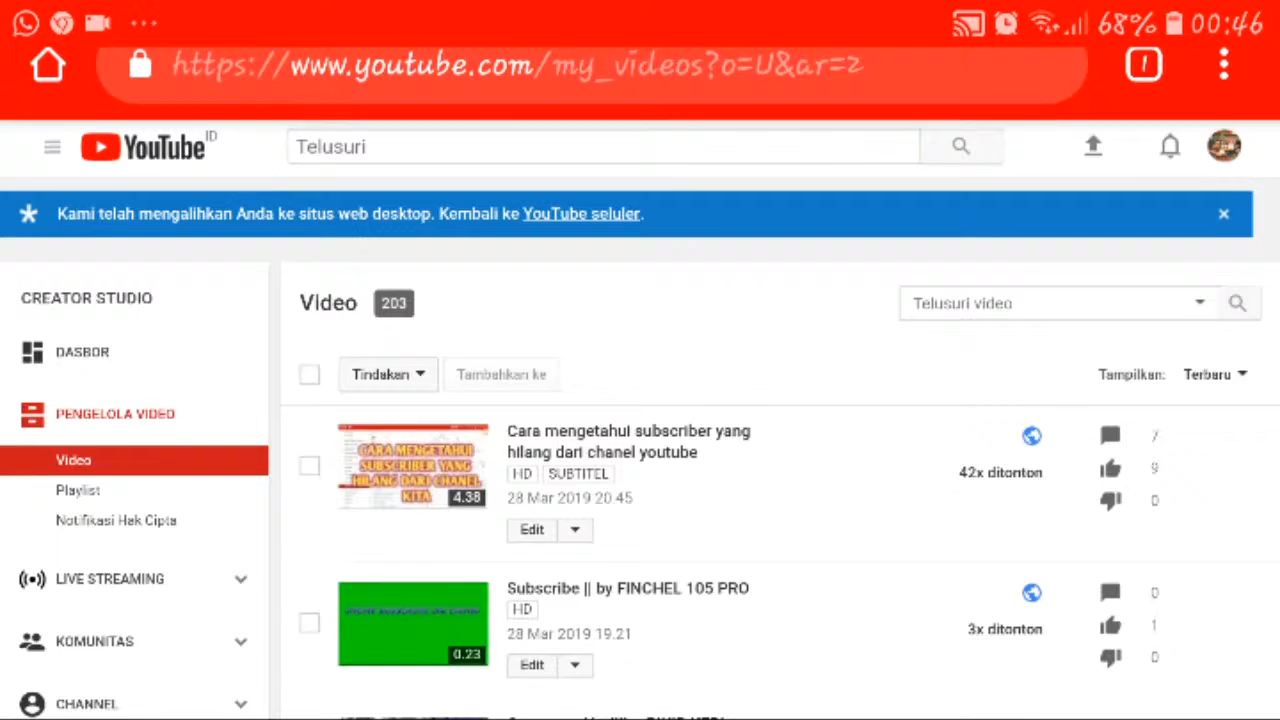 68% 00:46
https://www.youtube.com/my_videos?o=U&ar=2
1
YouTube ID
Telusuri
Kami telah mengalihkan Anda ke situs web desktop. Kembali ke YouTube seluler.
CREATOR STUDIO
DASBOR
PENGELOLA VIDEO
Video
Playlist
Notifikasi Hak Cipta
LIVE STREAMING
KOMUNITAS
CHANNEL
Video 203
Telusuri video
Tindakan
Tambahkan ke
Tampilkan: Terbaru
CARA MENGETAHUI
SUBSCRIBER YANG
HILANG DARI CHANEL
KITA
4.38
Cara mengetahui subscriber yang
hilang dari chanel youtube
HD SUBTITEL
28 Mar 2019 20.45
Edit
42x ditonton
7
9
0
0.23
Subscribe || by FINCHEL 105 PRO
HD
28 Mar 2019 19.21
Edit
3x ditonton
0
1
0